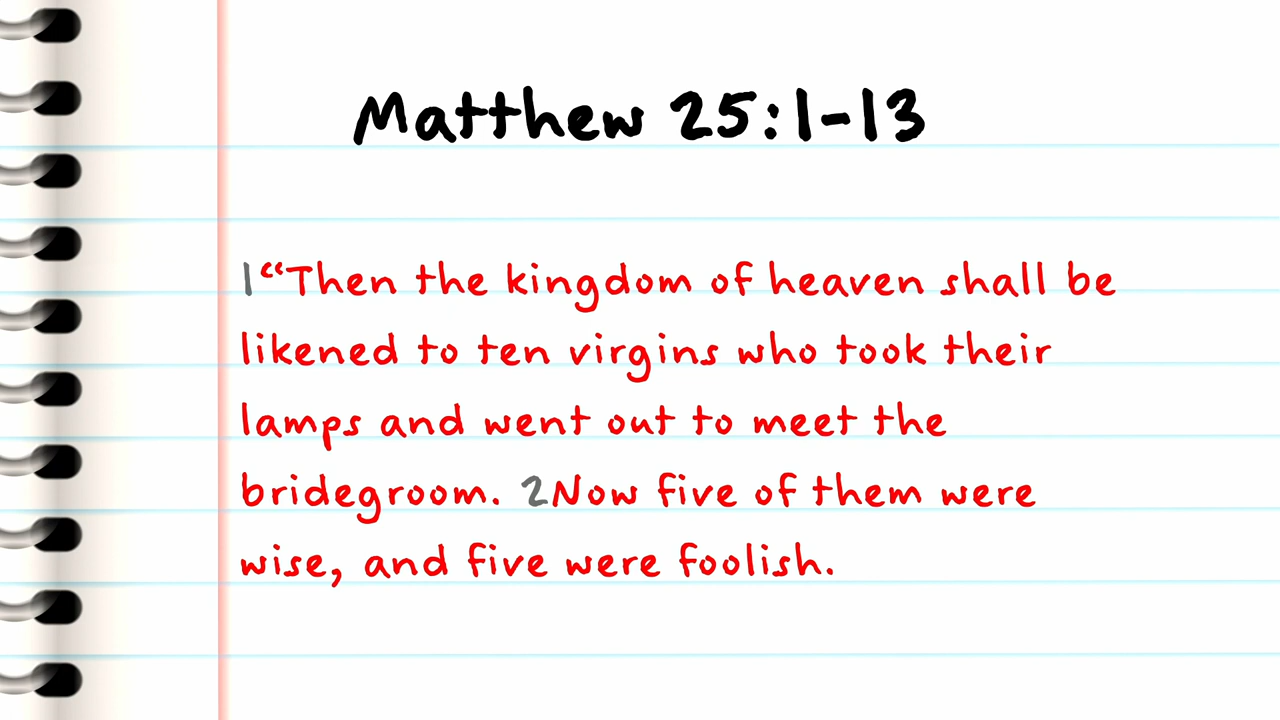 Matthew 25:1-13
1“Then the kingdom of heaven shall be
likened to ten virgins who took their
lamps and went out to meet the
bridegroom. 2Now five of them were
wise, and five were foolish.